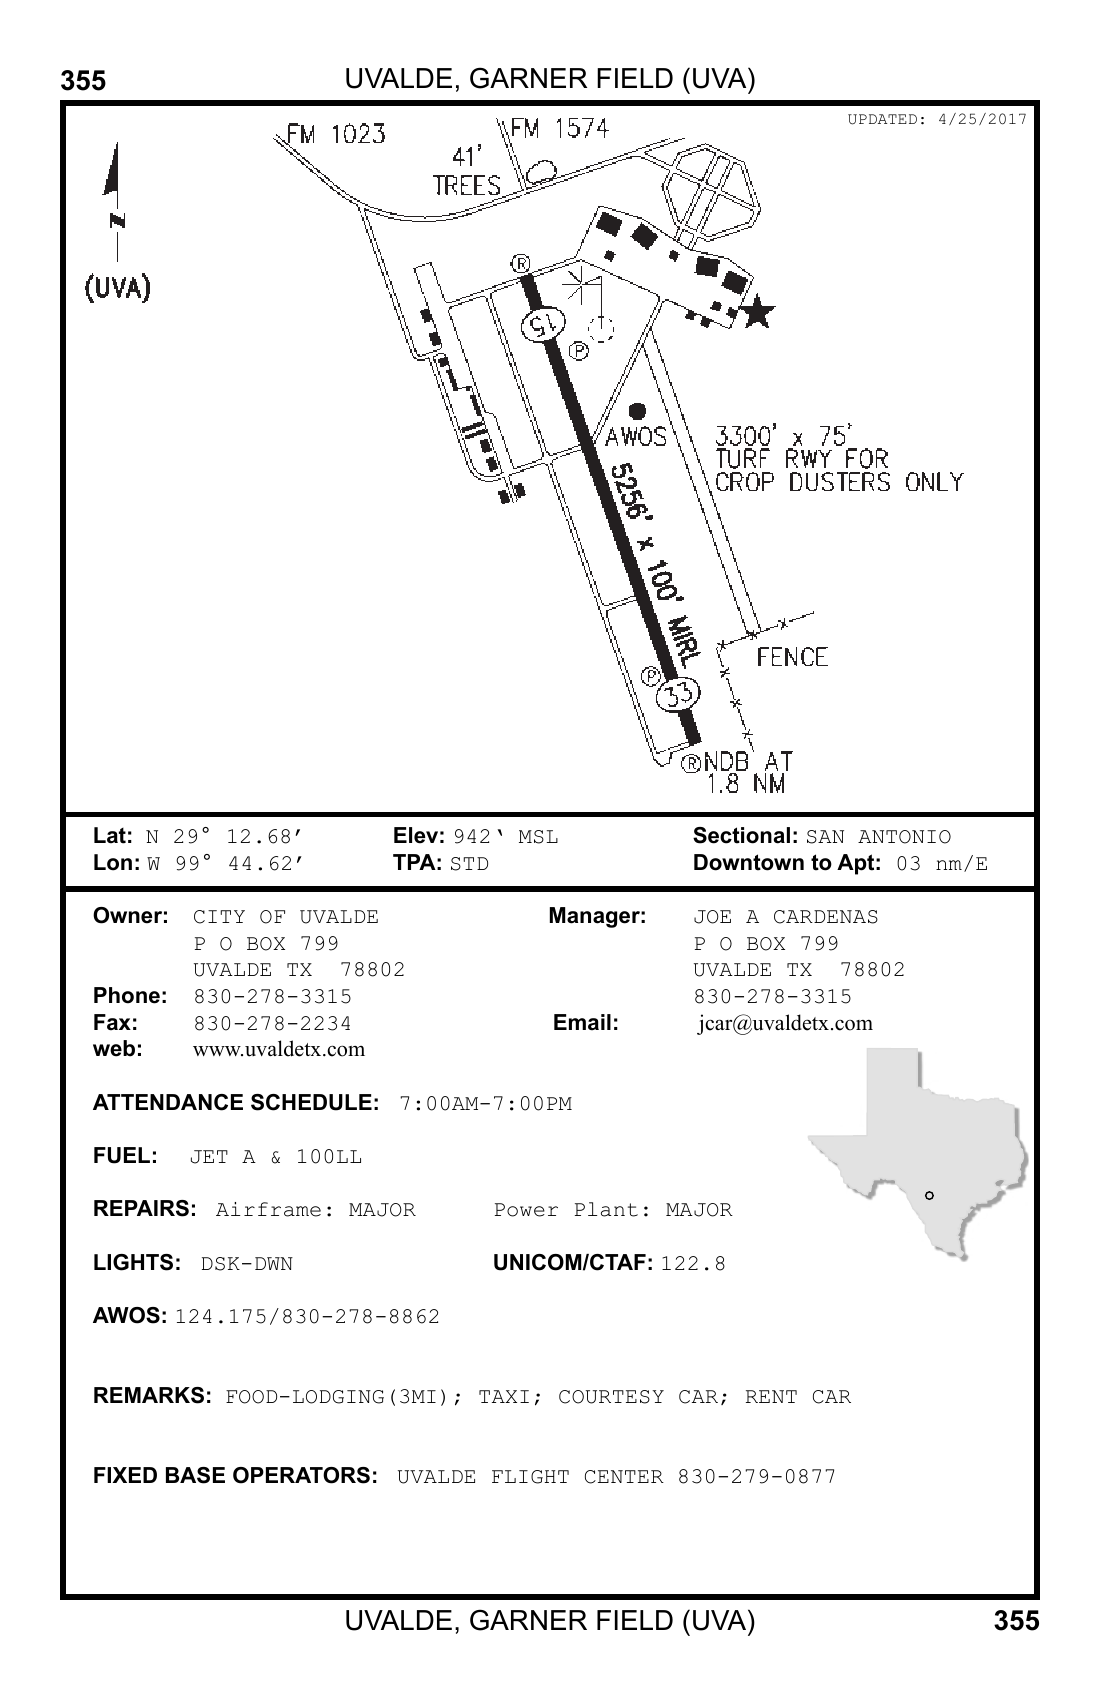 355 UVALDE, GARNER FIELD (UVA)
UPDATED: 4/25/2017
FM 1023
FM 1574
41'
TREES
N
(UVA)
R
15
P
AWOS
3300' x 75'
TURF RWY FOR
CROP DUSTERS ONLY
5256' x 100' MIRL
FENCE
P
33
R NDB AT
1.8 NM
Lat: N 29° 12.68’ Elev: 942‘ MSL Sectional: SAN ANTONIO
Lon: W 99° 44.62’ TPA: STD Downtown to Apt: 03 nm/E
Owner: CITY OF UVALDE Manager: JOE A CARDENAS
P O BOX 799 P O BOX 799
UVALDE TX 78802 UVALDE TX 78802
Phone: 830-278-3315 830-278-3315
Fax: 830-278-2234 Email: jcar@uvaldetx.com
web: www.uvaldetx.com
ATTENDANCE SCHEDULE: 7:00AM-7:00PM
FUEL: JET A & 100LL
REPAIRS: Airframe: MAJOR Power Plant: MAJOR
LIGHTS: DSK-DWN UNICOM/CTAF: 122.8
AWOS: 124.175/830-278-8862
REMARKS: FOOD-LODGING(3MI); TAXI; COURTESY CAR; RENT CAR
FIXED BASE OPERATORS: UVALDE FLIGHT CENTER 830-279-0877
UVALDE, GARNER FIELD (UVA) 355